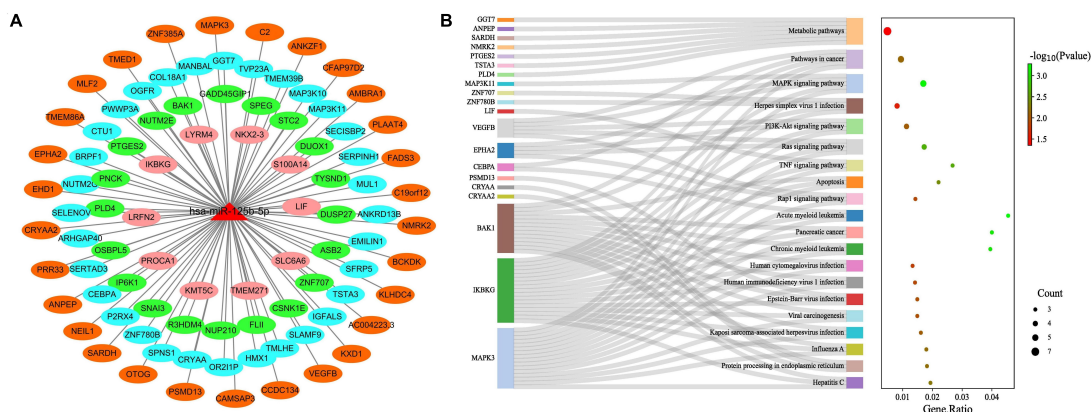 A
MAPK3
C2
ZNF385A
ANKZF1
TMED1
CFAP97D2
MLF2
AMBRA1
TMEM86A
PLAAT4
EPHA2
FADS3
EHD1
C19orf12
CRYAA2
NMRK2
PRR33
BCKDK
ANPEP
KLHDC4
NEIL1
AC004223.3
SARDH
KXD1
OTOG
VEGFB
PSMD13
CAMSAP3
CCDC134
GGT7
MANBAL
TVP23A
COL18A1
TMEM39B
OGFR
MAP3K10
PWWP3A
MAP3K11
CTU1
SECISBP2
BRPF1
SERPINH1
NUTM2G
MUL1
SELENOV
ANKRD13B
ARHGAP40
EMILIN1
SERTAD3
SFRP5
CEBPA
TSTA3
P2RX4
IGFALS
ZNF780B
SLAMF9
SPNS1
TMLHE
CRYAA
HMX1
OR2I1P
GADD45GIP1
BAK1
SPEG
NUTM2E
STC2
PTGES2
DUOX1
PNCK
TYSND1
PLD4
DUSP27
OSBPL5
ASB2
IP6K1
ZNF707
SNAI3
CSNK1E
R3HDM4
FLII
NUP210
LYRM4
NKX2-3
IKBKG
S100A14
LRFN2
LIF
PROCA1
SLC6A6
KMT5C
TMEM271
hsa-miR-125b-5p
B
GGT7
ANPEP
SARDH
NMRK2
PTGES2
TSTA3
PLD4
MAP3K11
ZNF707
ZNF780B
LIF
VEGFB
EPHA2
CEBPA
PSMD13
CRYAA
CRYAA2
BAK1
IKBKG
MAPK3
Metabolic pathways
Pathways in cancer
MAPK signaling pathway
Herpes simplex virus 1 infection
PI3K-Akt signaling pathway
Ras signaling pathway
TNF signaling pathway
Apoptosis
Rap1 signaling pathway
Acute myeloid leukemia
Pancreatic cancer
Chronic myeloid leukemia
Human cytomegalovirus infection
Human immunodeficiency virus 1 infection
Epstein-Barr virus infection
Viral carcinogenesis
Kaposi sarcoma-associated herpesvirus infection
Influenza A
Protein processing in endoplasmic reticulum
Hepatitis C
0.01 0.02 0.03 0.04
Gene.Ratio
-log10(Pvalue)
3.0
2.5
2.0
1.5
Count
3
4
5
7